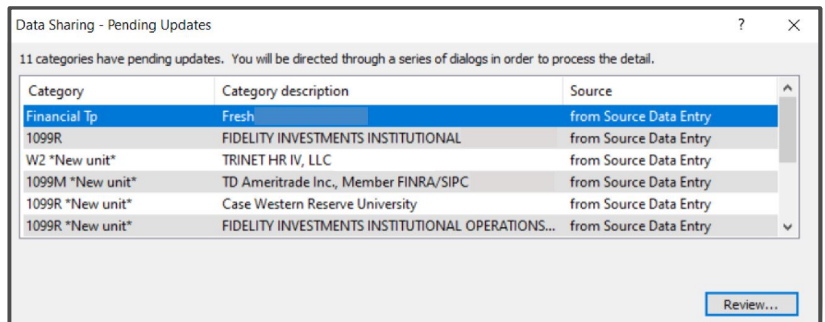 Data Sharing - Pending Updates ? ×
11 categories have pending updates. You will be directed through a series of dialogs in order to process the detail.
Category Category description Source
Financial Tp Fresh from Source Data Entry
1099R FIDELITY INVESTMENTS INSTITUTIONAL from Source Data Entry
W2 *New unit* TRINET HR IV, LLC from Source Data Entry
1099M *New unit* TD Ameritrade Inc., Member FINRA/SIPC from Source Data Entry
1099R *New unit* Case Western Reserve University from Source Data Entry
1099R *New unit* FIDELITY INVESTMENTS INSTITUTIONAL OPERATIONS... from Source Data Entry
Review...